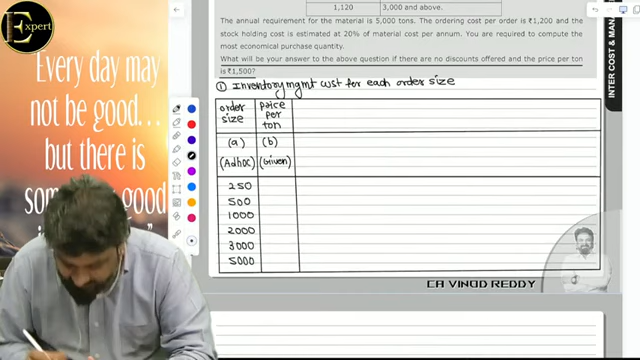 Expert
Every day may
not be good...
but there is
som good
1,120 3,000 and above.
The annual requirement for the material is 5,000 tons. The ordering cost per order is ₹1,200 and the
stock holding cost is estimated at 20% of material cost per annum. You are required to compute the
most economical purchase quantity.
What will be your answer to the above question if there are no discounts offered and the price per ton
is ₹1,500?
① Inventory mgmt cost for each order size
order size
price per ton
(a) (b)
(Adhoc) (Given)
250
500
1000
2000
3000
5000
CA VINOD REDDY
INTER COST & MANA